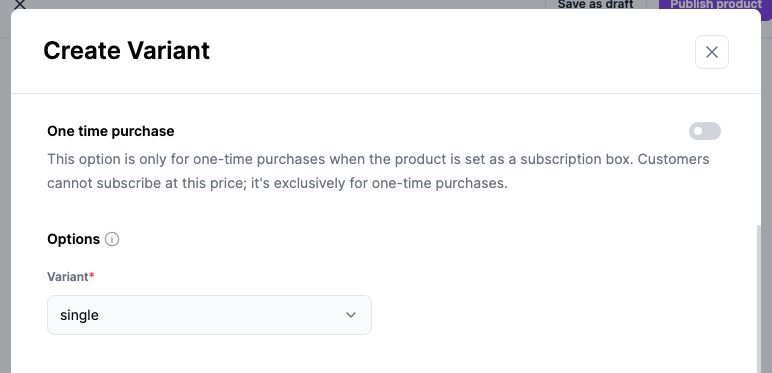 Save as draft
Publish product
Create Variant
One time purchase
This option is only for one-time purchases when the product is set as a subscription box. Customers
cannot subscribe at this price; it's exclusively for one-time purchases.
Options
Variant*
single